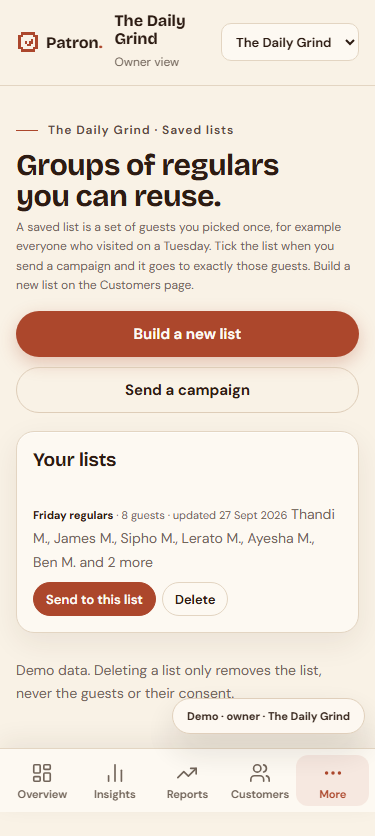 Patron.
The Daily
Grind
Owner view
The Daily Grind
The Daily Grind · Saved lists
Groups of regulars
you can reuse.
A saved list is a set of guests you picked once, for example
everyone who visited on a Tuesday. Tick the list when you
send a campaign and it goes to exactly those guests. Build a
new list on the Customers page.
Build a new list
Send a campaign
Your lists
Friday regulars · 8 guests · updated 27 Sept 2026 Thandi
M., James M., Sipho M., Lerato M., Ayesha M.,
Ben M. and 2 more
Send to this list
Delete
Demo data. Deleting a list only removes the list,
never the guests or their consent.
Demo · owner · The Daily Grind
Overview
Insights
Reports
Customers
More